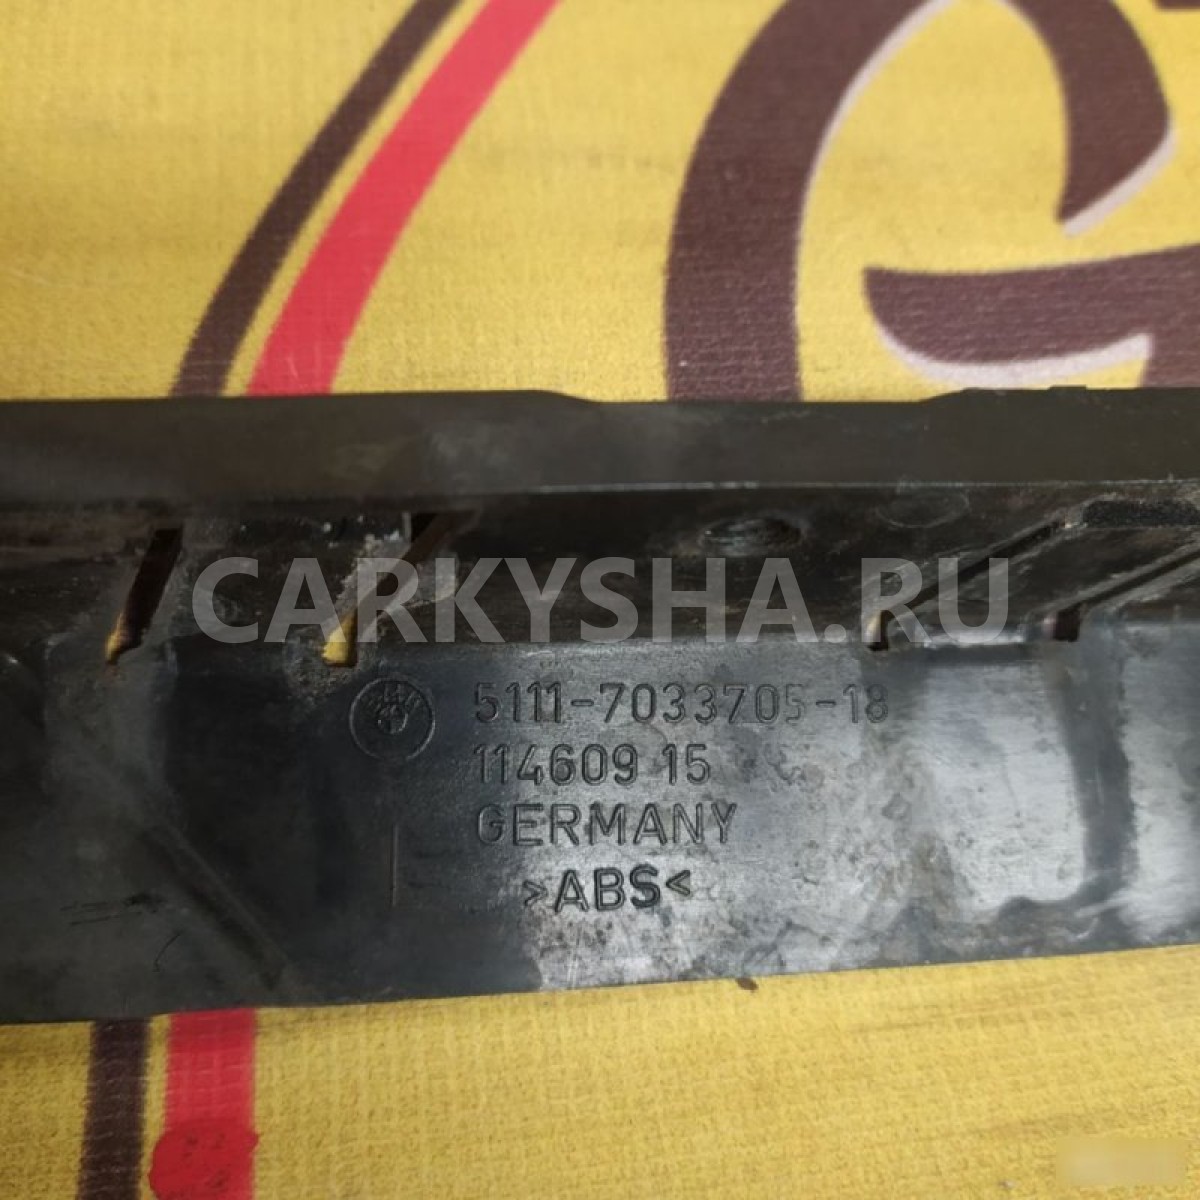 CARKYSHA.RU
5111-7033705-18
114609 15
GERMANY
>ABS<